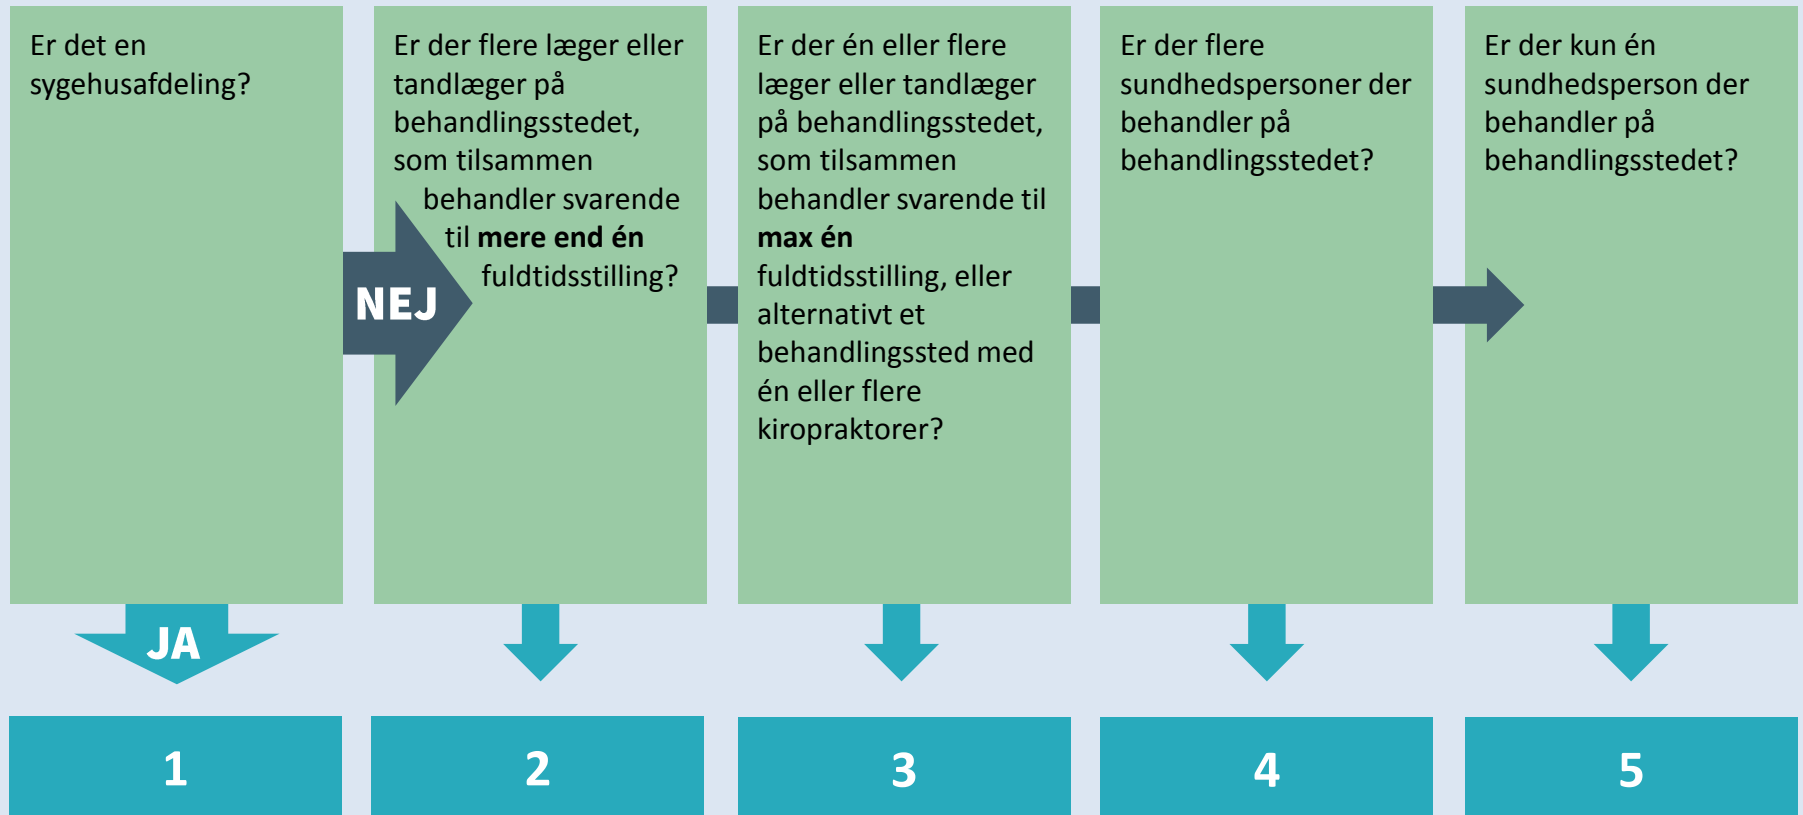 Er det en
sygehusafdeling?
Er der flere læger eller
tandlæger på
behandlingsstedet,
som tilsammen
behandler svarende
til mere end én
fuldtidsstilling?
Er der én eller flere
læger eller tandlæger
på behandlingsstedet,
som tilsammen
behandler svarende til
max én
fuldtidsstilling, eller
alternativt et
behandlingssted med
én eller flere
kiropraktorer?
Er der flere
sundhedspersoner der
behandler på
behandlingsstedet?
Er der kun én
sundhedsperson der
behandler på
behandlingsstedet?
NEJ
JA
1
2
3
4
5